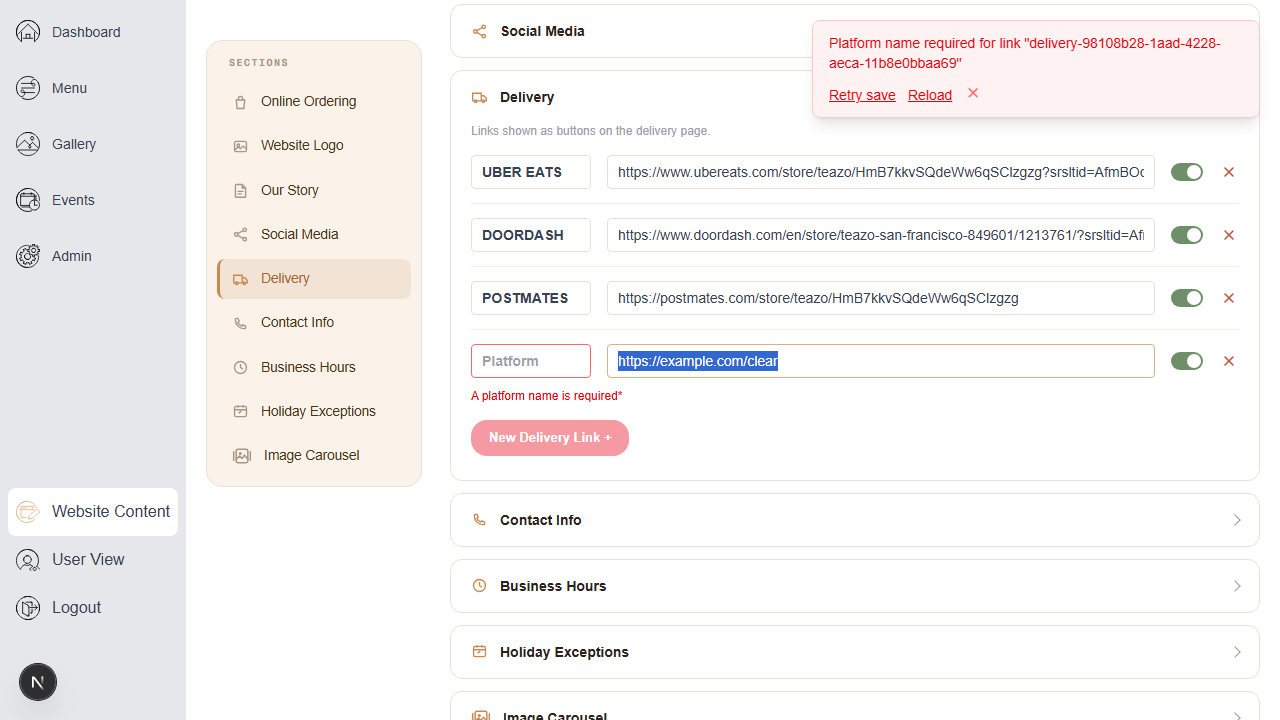 Dashboard
Menu
Gallery
Events
Admin
Website Content
User View
Logout
N
SECTIONS
Online Ordering
Website Logo
Our Story
Social Media
Delivery
Contact Info
Business Hours
Holiday Exceptions
Image Carousel
Social Media
Platform name required for link "delivery-98108b28-1aad-4228-
aeca-11b8e0bbaa69"
Retry save Reload
Delivery
Links shown as buttons on the delivery page.
UBER EATS https://www.ubereats.com/store/teazo/HmB7kkvSQdeWw6qSClzgzg?srsltid=AfmBOc
DOORDASH https://www.doordash.com/en/store/teazo-san-francisco-849601/1213761/?srsltid=Af
POSTMATES https://postmates.com/store/teazo/HmB7kkvSQdeWw6qSClzgzg
Platform https://example.com/clear
A platform name is required*
New Delivery Link +
Contact Info
Business Hours
Holiday Exceptions
Image Carousel